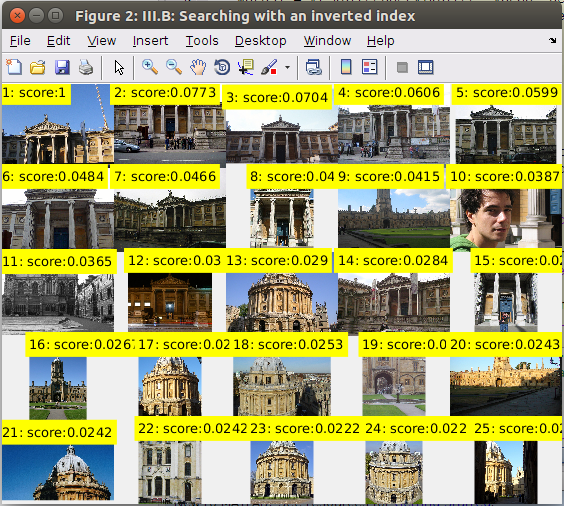 Figure 2: III.B: Searching with an inverted index
File Edit View Insert Tools Desktop Window Help
1: score:1
2: score:0.0773
3: score:0.0704
4: score:0.0606
5: score:0.0599
6: score:0.0484
7: score:0.0466
8: score:0.04
9: score:0.0415
10: score:0.0387
11: score:0.0365
12: score:0.03
13: score:0.029
14: score:0.0284
15: score:0.02
16: score:0.0267
17: score:0.02
18: score:0.0253
19: score:0.0
20: score:0.0243
21: score:0.0242
22: score:0.0242
23: score:0.0222
24: score:0.022
25: score:0.02